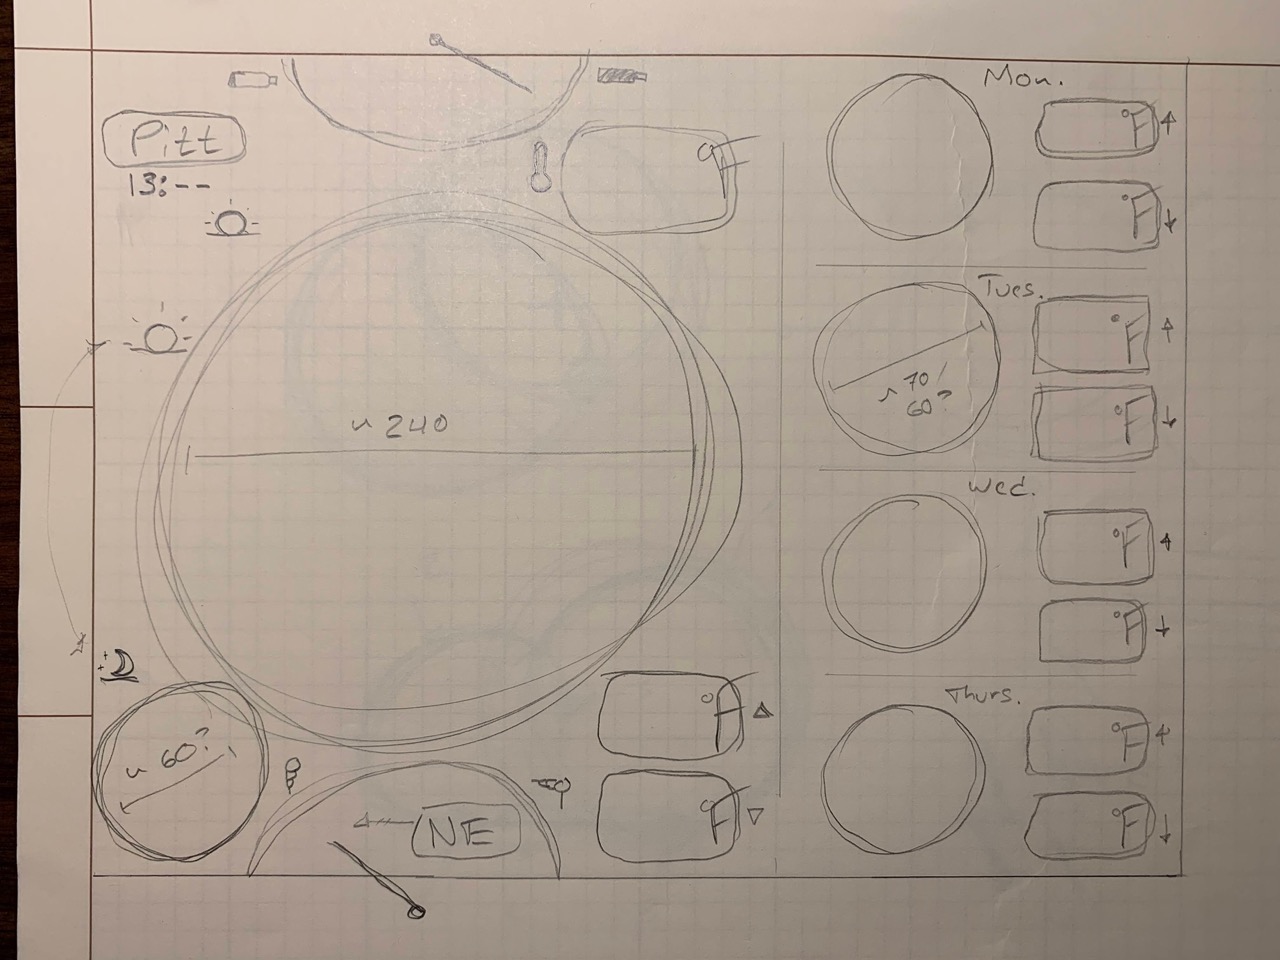 Pitt
13:--
°F
~ 240
~ 60?
NE
°F
°F
Mon.
°F
°F
Tues.
~ 70/
60?
°F
°F
Wed.
°F
°F
Thurs.
°F
°F